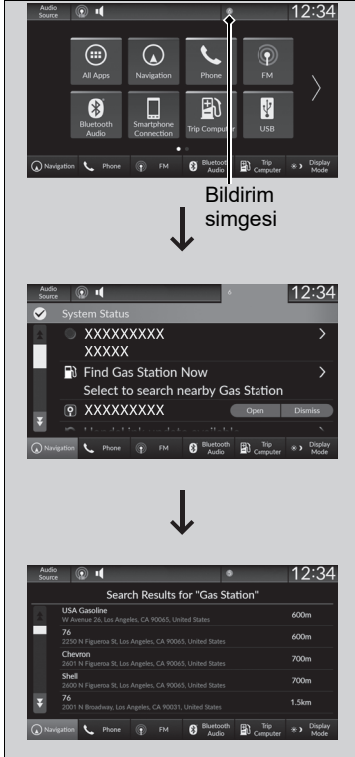 Audio Source 12:34
All Apps Navigation Phone FM
Bluetooth Audio Smartphone Connection Trip Computer USB
Navigation Phone FM Bluetooth Audio Trip Computer Display Mode
Bildirim
simgesi
Audio Source 12:34
System Status
XXXXXXXXX
XXXXX
Find Gas Station Now
Select to search nearby Gas Station
XXXXXXXXX Open Dismiss
Navigation Phone FM Bluetooth Audio Trip Computer Display Mode
Audio Source 12:34
Search Results for "Gas Station"
USA Gasoline
W Avenue 26, Los Angeles, CA 90065, United States 600m
76
2250 N Figueroa St, Los Angeles, CA 90065, United States 600m
Chevron
2601 N Figueroa St, Los Angeles, CA 90065, United States 700m
Shell
2600 N Figueroa St, Los Angeles, CA 90065, United States 700m
76
2001 N Broadway, Los Angeles, CA 90031, United States 1.5km
Navigation Phone FM Bluetooth Audio Trip Computer Display Mode